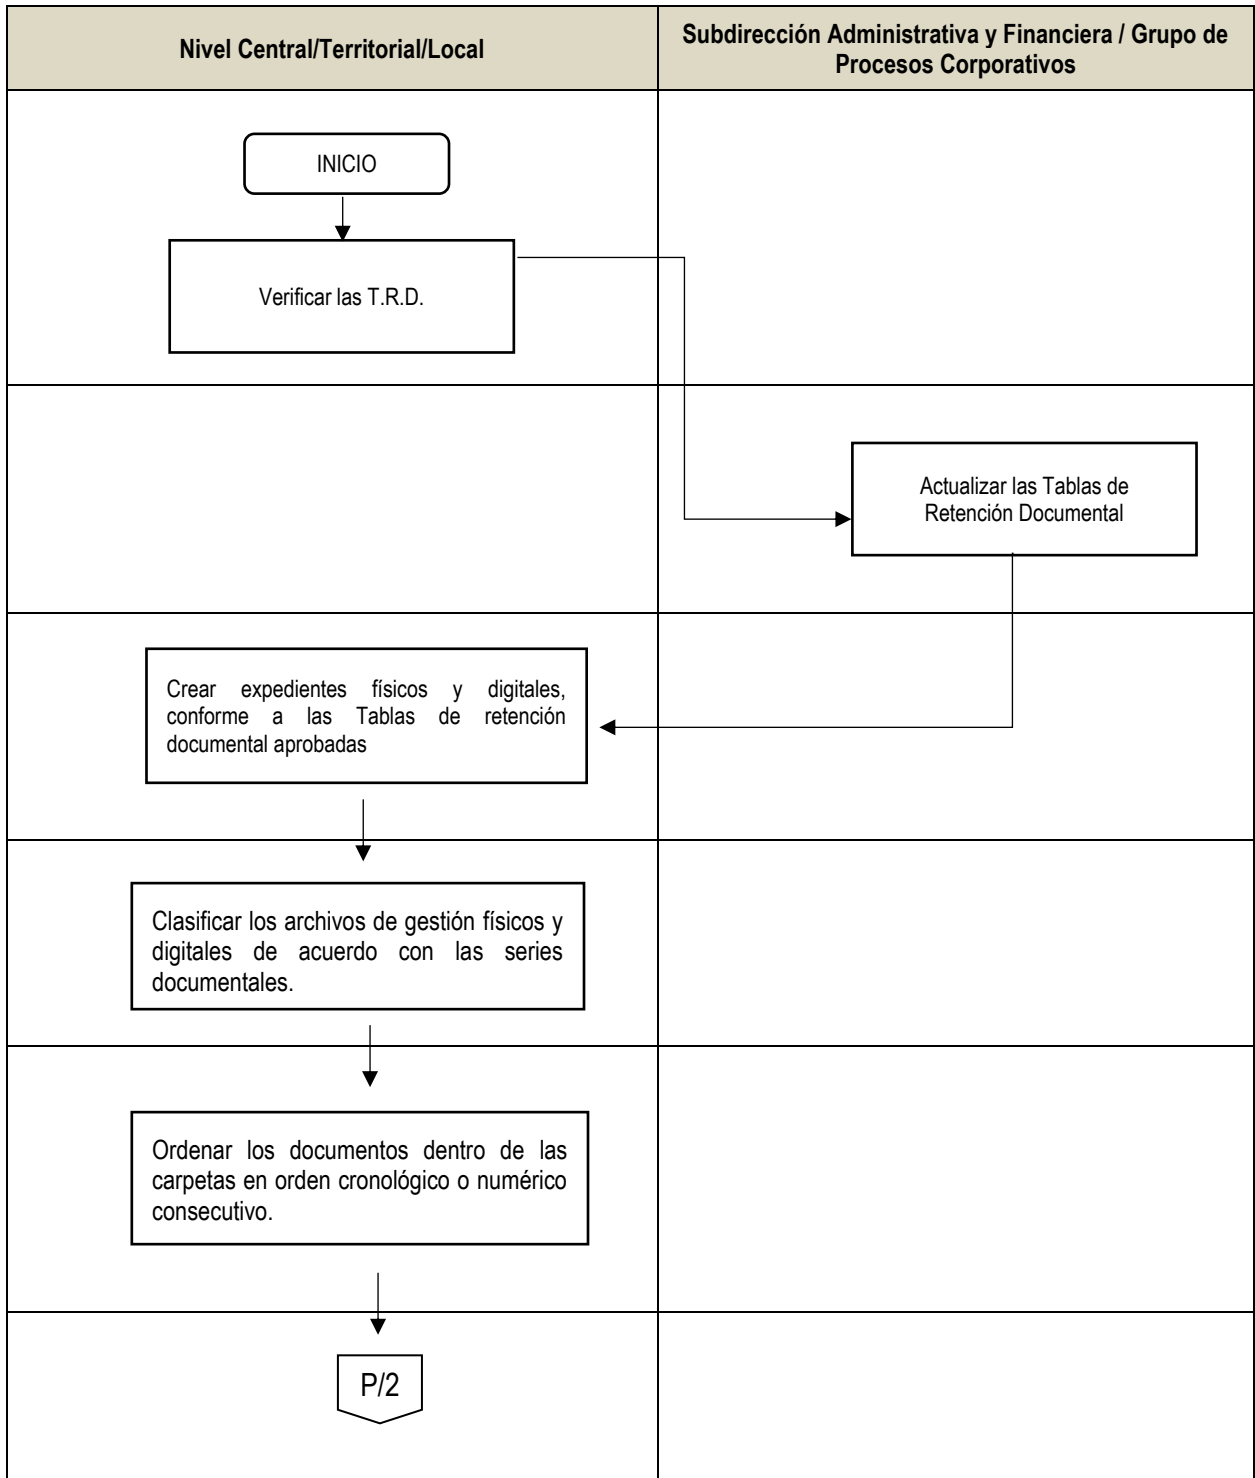 Nivel Central/Territorial/Local
Subdirección Administrativa y Financiera / Grupo de
Procesos Corporativos
INICIO
Verificar las T.R.D.
Actualizar las Tablas de
Retención Documental
Crear expedientes físicos y digitales,
conforme a las Tablas de retención
documental aprobadas
Clasificar los archivos de gestión físicos y
digitales de acuerdo con las series
documentales.
Ordenar los documentos dentro de las
carpetas en orden cronológico o numérico
consecutivo.
P/2